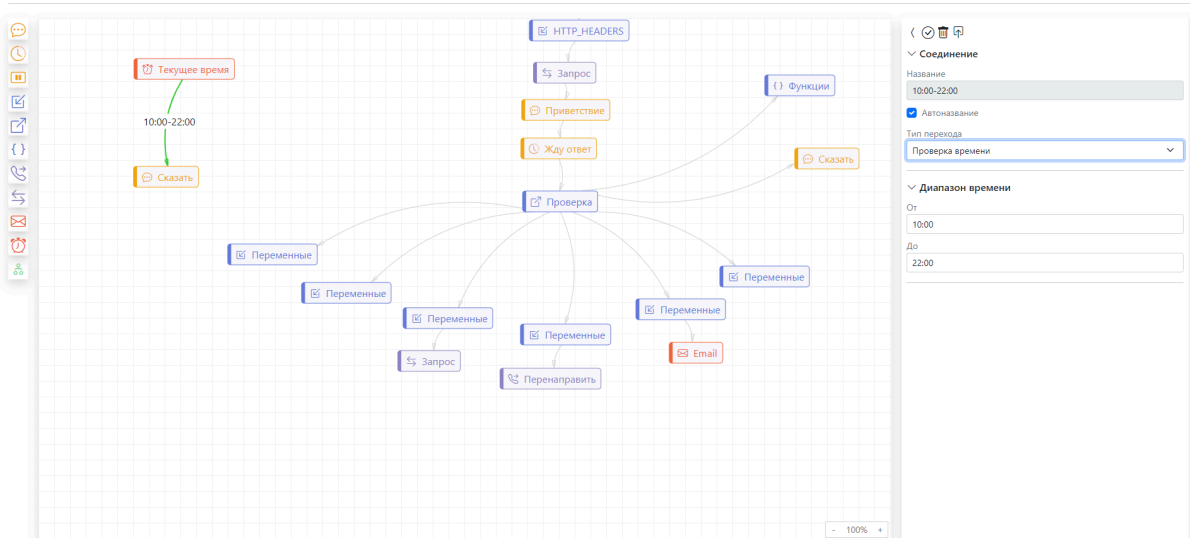 HTTP_HEADERS
Текущее время
Запрос
{ } Функции
Приветствие
10:00-22:00
Жду ответ
Сказать
Сказать
Проверка
Переменные
Переменные
Переменные
Переменные
Переменные
Переменные
Запрос
Email
Перенаправить
- 100% +
Соединение
Название
10:00-22:00
Автоназвание
Тип перехода
Проверка времени
Диапазон времени
От
10:00
До
22:00